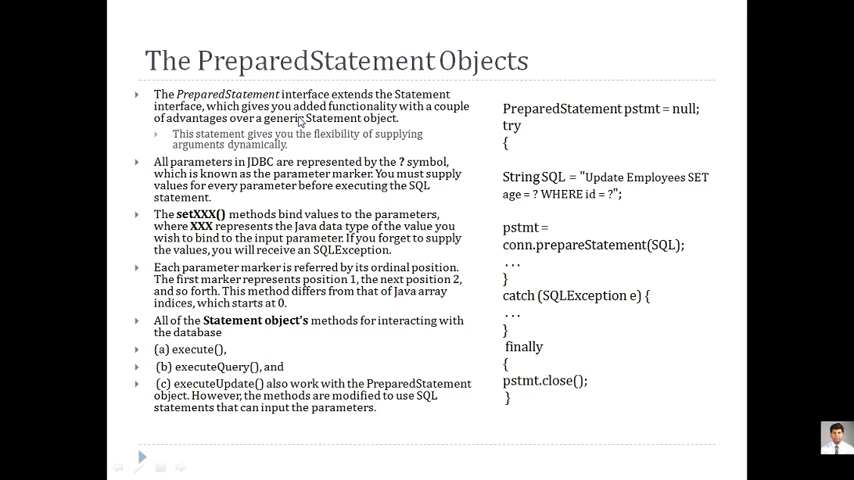 The PreparedStatement Objects
The PreparedStatement interface extends the Statement
interface, which gives you added functionality with a couple
of advantages over a generic Statement object.
This statement gives you the flexibility of supplying
arguments dynamically.
All parameters in JDBC are represented by the ? symbol,
which is known as the parameter marker. You must supply
values for every parameter before executing the SQL
statement.
The setXXX() methods bind values to the parameters,
where XXX represents the Java data type of the value you
wish to bind to the input parameter. If you forget to supply
the values, you will receive an SQLException.
Each parameter marker is referred by its ordinal position.
The first marker represents position 1, the next position 2,
and so forth. This method differs from that of Java array
indices, which starts at 0.
All of the Statement object's methods for interacting with
the database
(a) execute(),
(b) executeQuery(), and
(c) executeUpdate() also work with the PreparedStatement
object. However, the methods are modified to use SQL
statements that can input the parameters.
PreparedStatement pstmt = null;
try
{
String SQL = "Update Employees SET
age = ? WHERE id = ?";
pstmt =
conn.prepareStatement(SQL);
. . .
}
catch (SQLException e) {
. . .
}
finally
{
pstmt.close();
}